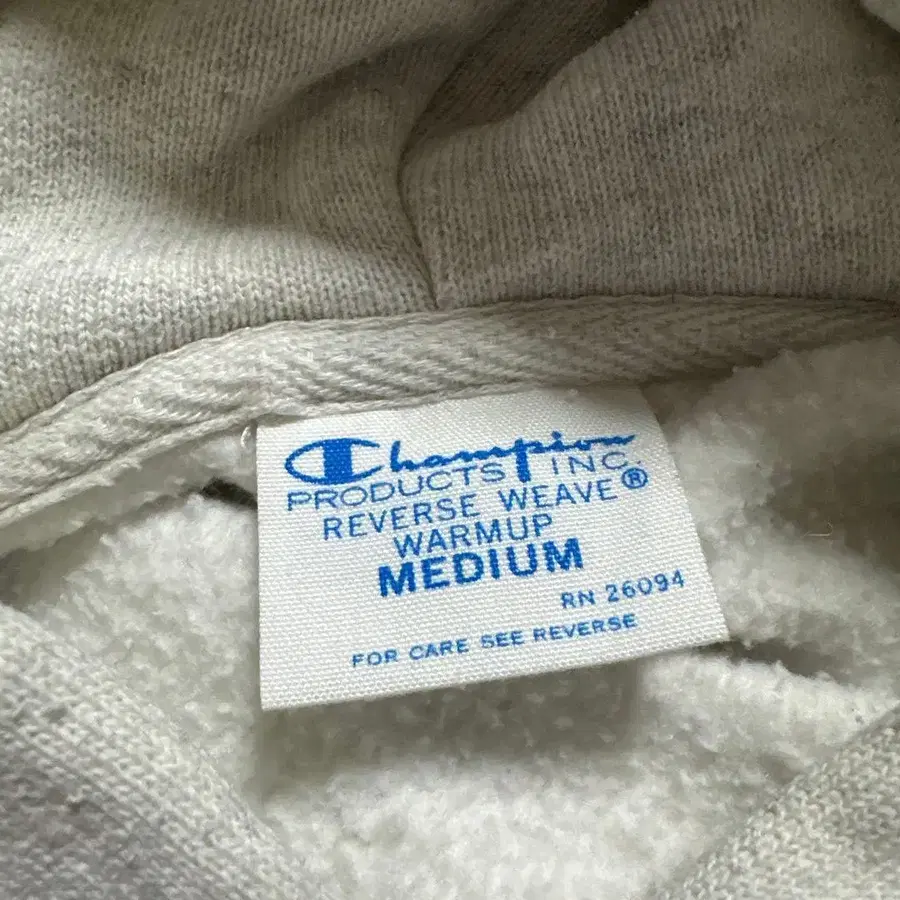 Champion
PRODUCTS INC.
REVERSE WEAVE®
WARMUP
MEDIUM
RN 26094
FOR CARE SEE REVERSE